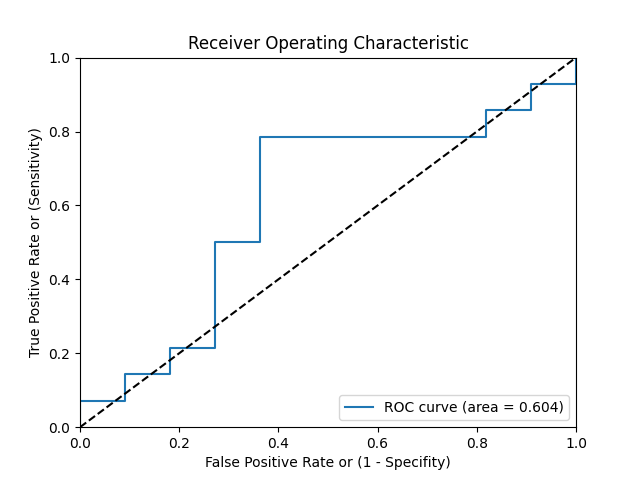 Receiver Operating Characteristic
1.0
0.8
0.6
0.4
0.2
0.0
True Positive Rate or (Sensitivity)
ROC curve (area = 0.604)
0.0 0.2 0.4 0.6 0.8 1.0
False Positive Rate or (1 - Specifity)